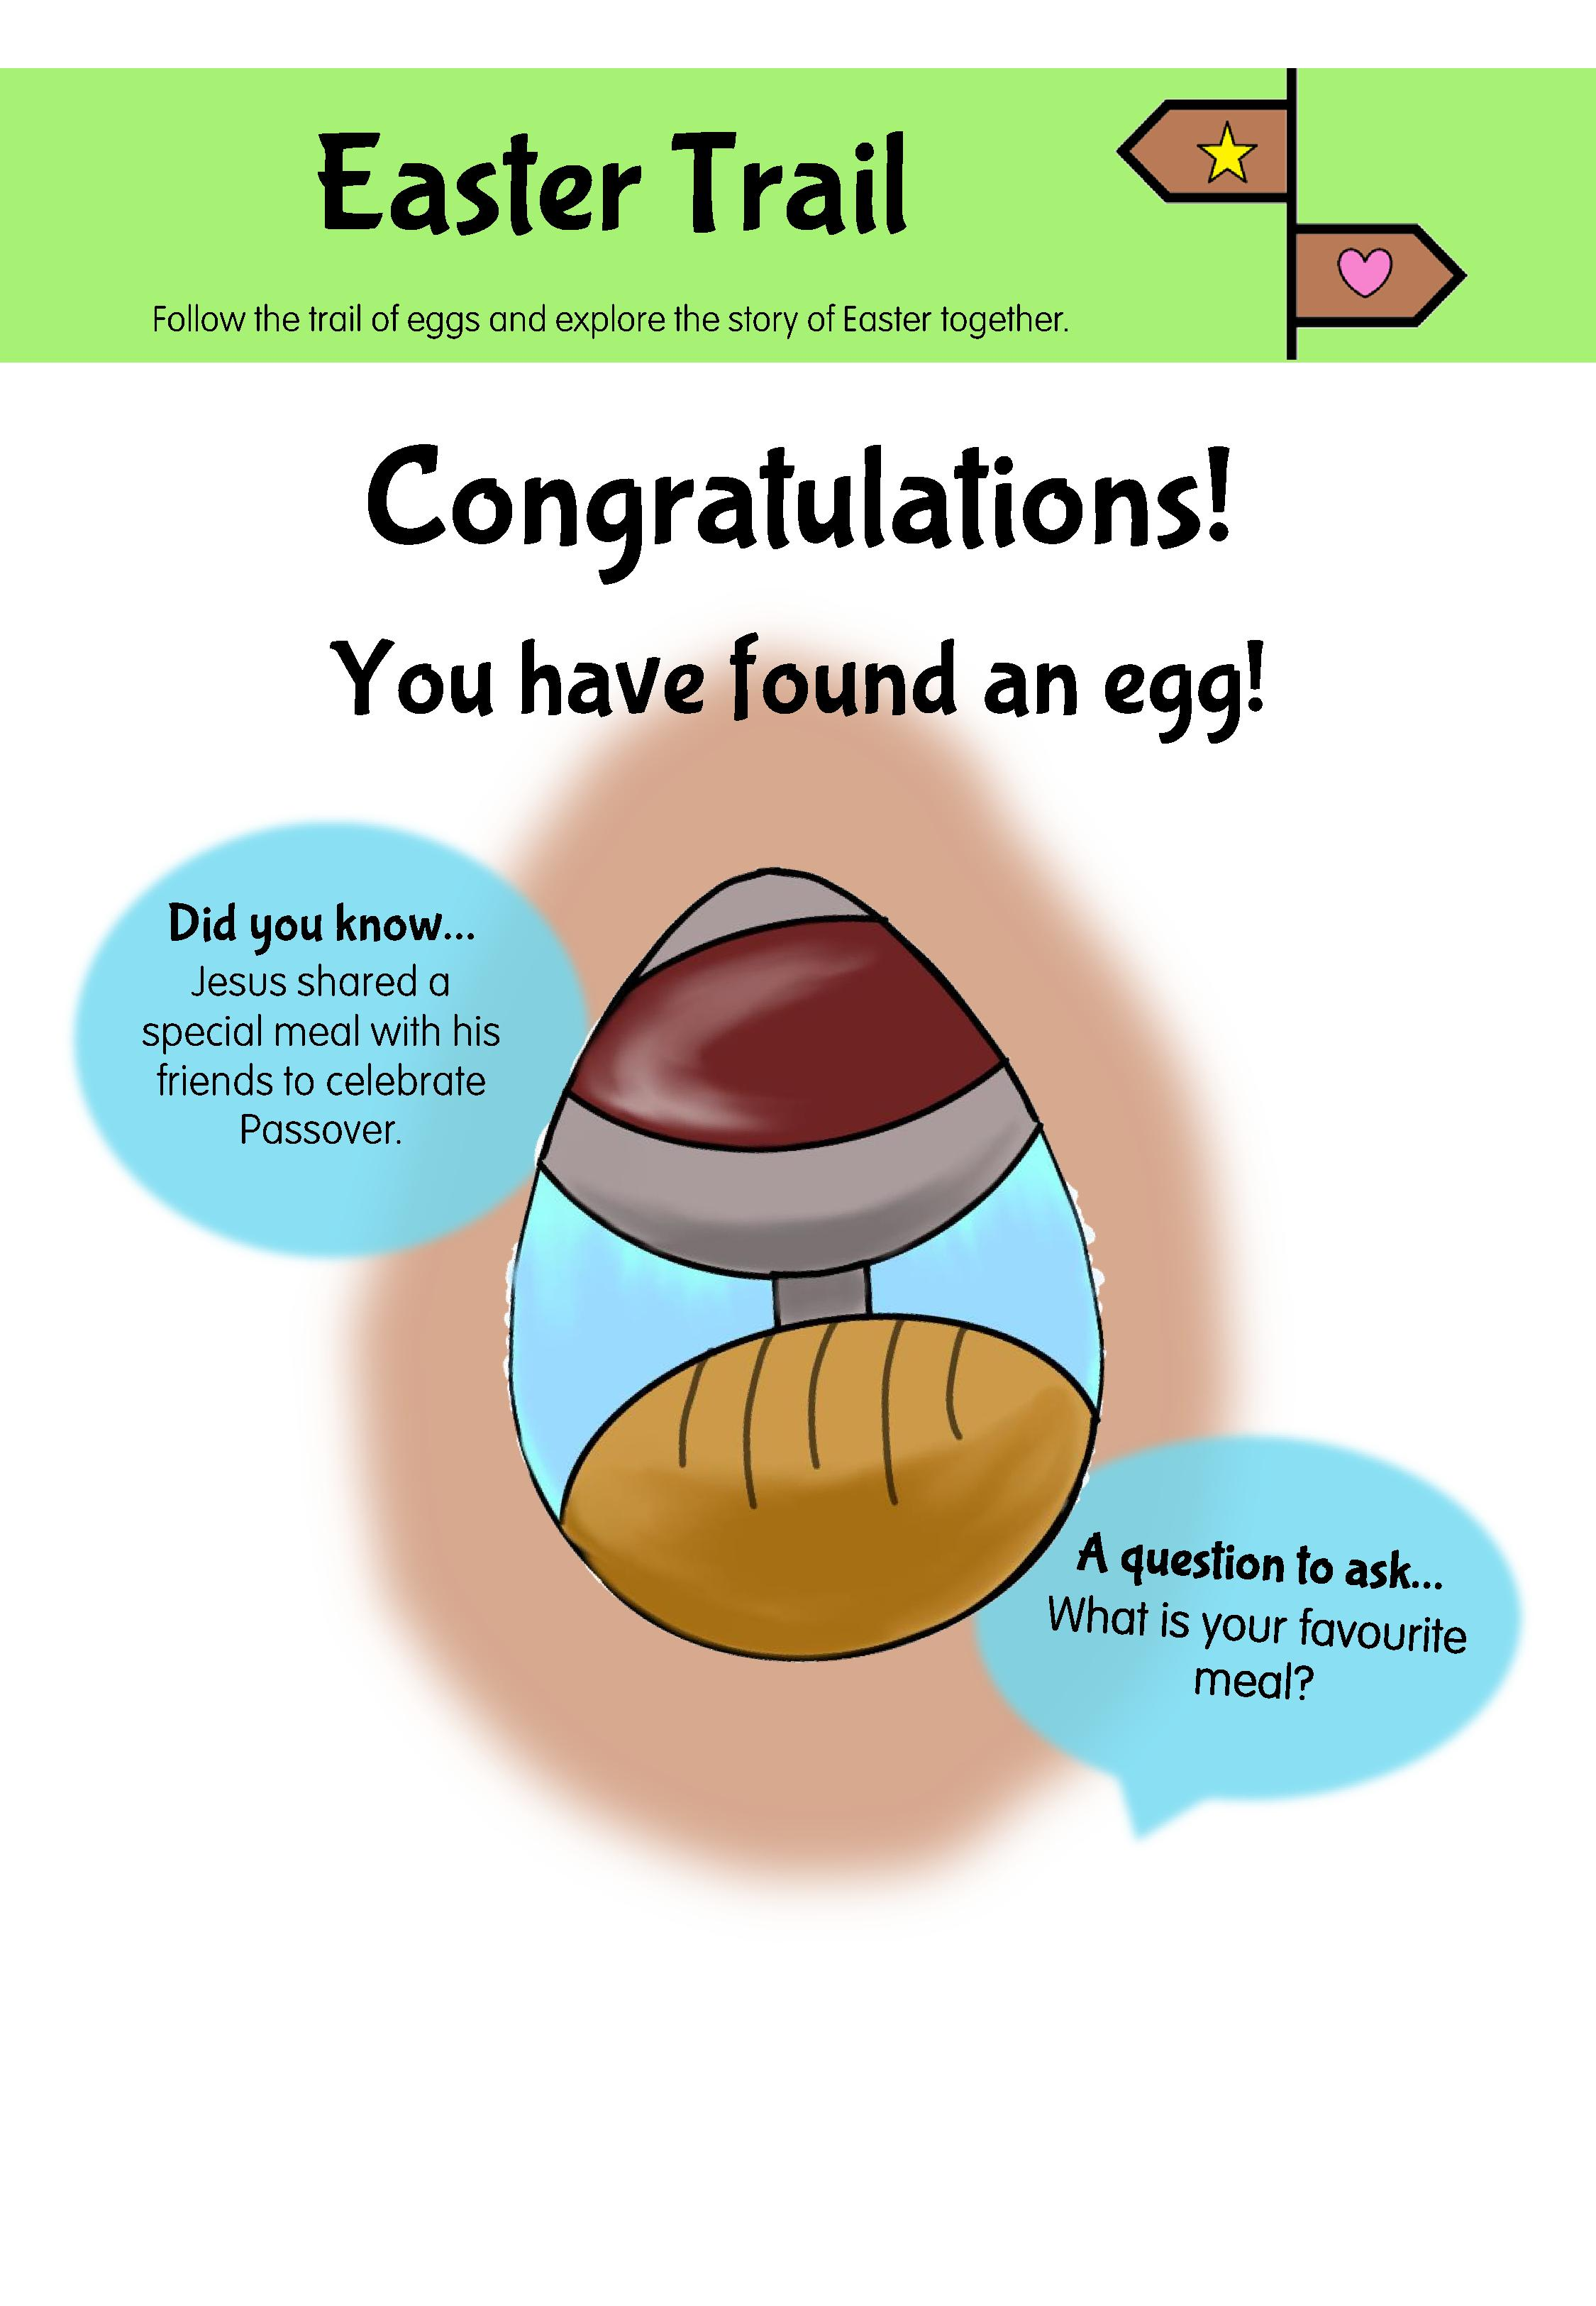 Easter Trail
Follow the trail of eggs and explore the story of Easter together.
Congratulations!
You have found an egg!
Did you know...
Jesus shared a
special meal with his
friends to celebrate
Passover.
A question to ask...
What is your favourite
meal?